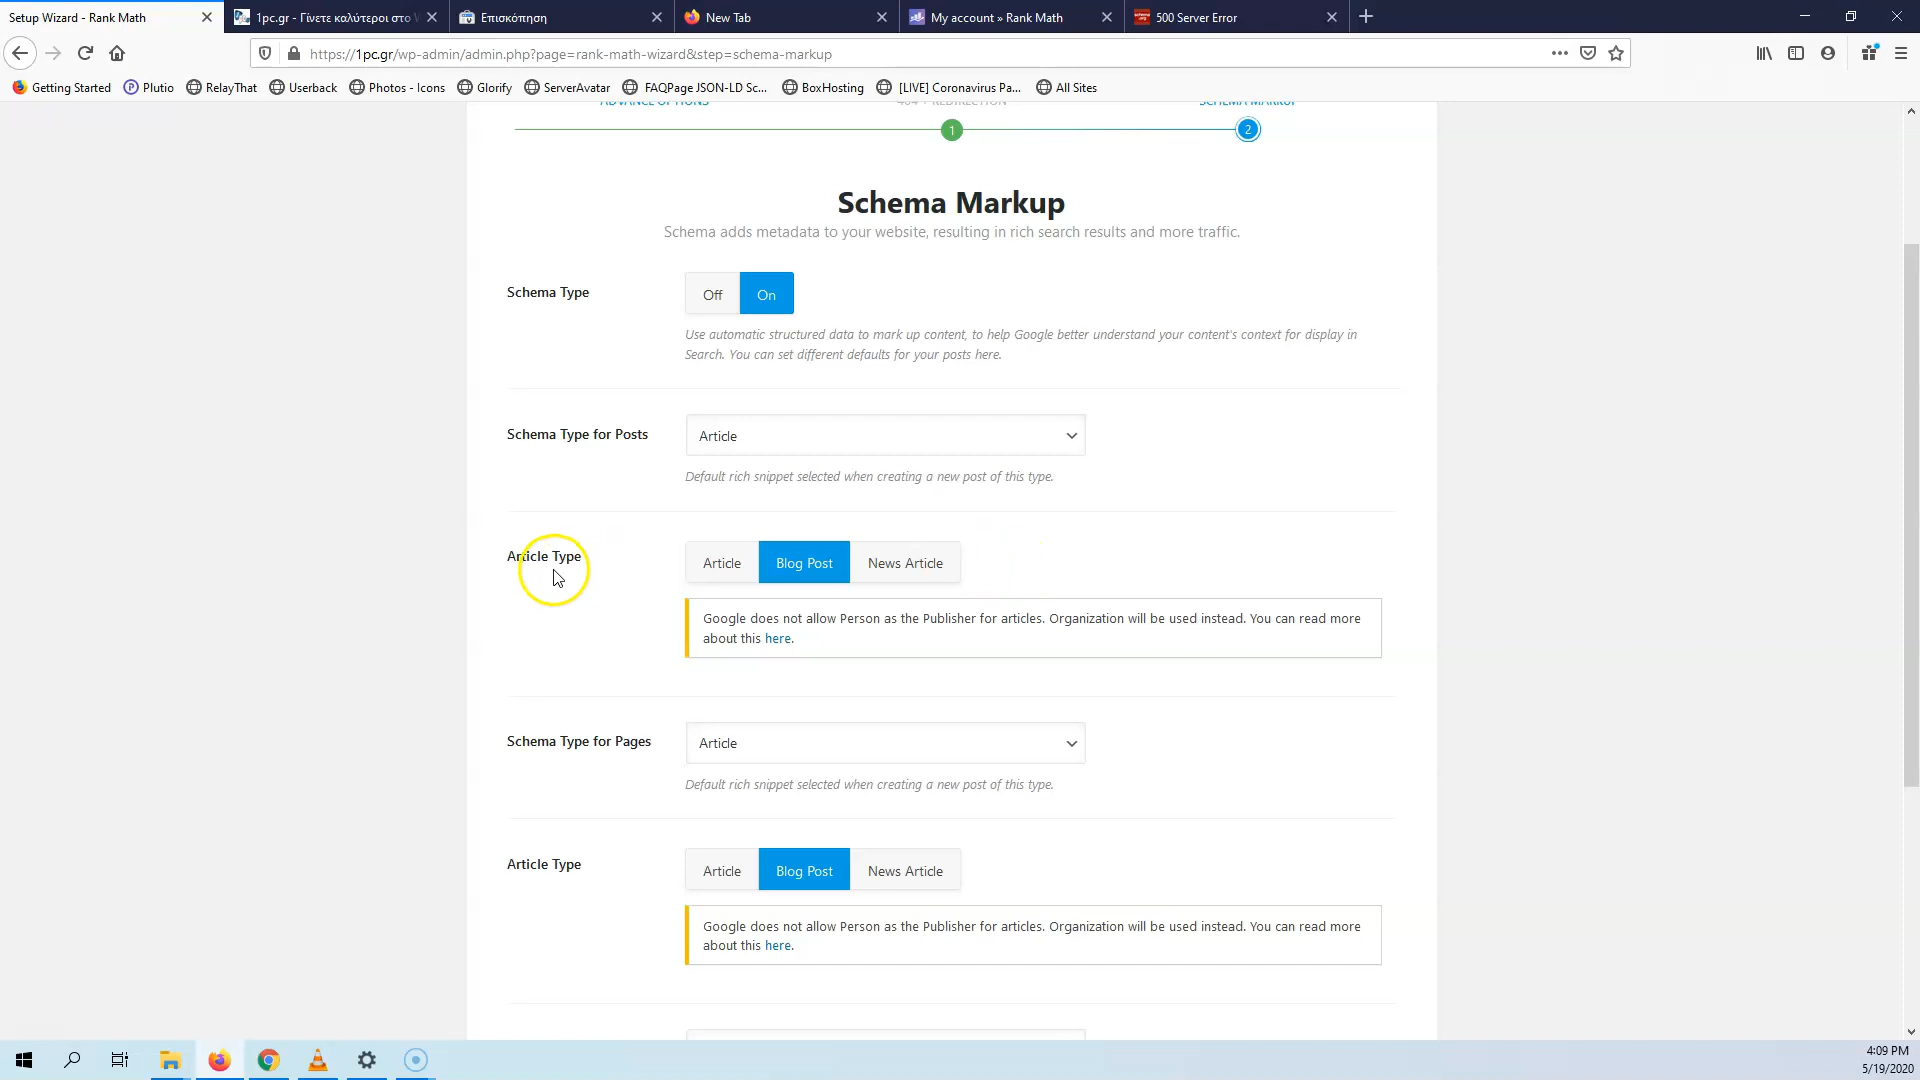 Setup Wizard - Rank Math
1pc.gr - Γίνετε καλύτεροι στο
Επισκόπηση
New Tab
My account » Rank Math
500 Server Error
https://1pc.gr/wp-admin/admin.php?page=rank-math-wizard&step=schema-markup
Getting Started
Plutio
RelayThat
Userback
Photos - Icons
Glorify
ServerAvatar
FAQPage JSON-LD Sc...
BoxHosting
[LIVE] Coronavirus Pa...
All Sites
ADVANCE OPTIONS
404 + REDIRECTION
SCHEMA MARKUP
1
2
Schema Markup
Schema adds metadata to your website, resulting in rich search results and more traffic.
Schema Type
Off
On
Use automatic structured data to mark up content, to help Google better understand your content's context for display in
Search. You can set different defaults for your posts here.
Schema Type for Posts
Article
Default rich snippet selected when creating a new post of this type.
Article Type
Article
Blog Post
News Article
Google does not allow Person as the Publisher for articles. Organization will be used instead. You can read more
about this here.
Schema Type for Pages
Article
Default rich snippet selected when creating a new post of this type.
Article Type
Article
Blog Post
News Article
Google does not allow Person as the Publisher for articles. Organization will be used instead. You can read more
about this here.
4:09 PM
5/19/2020